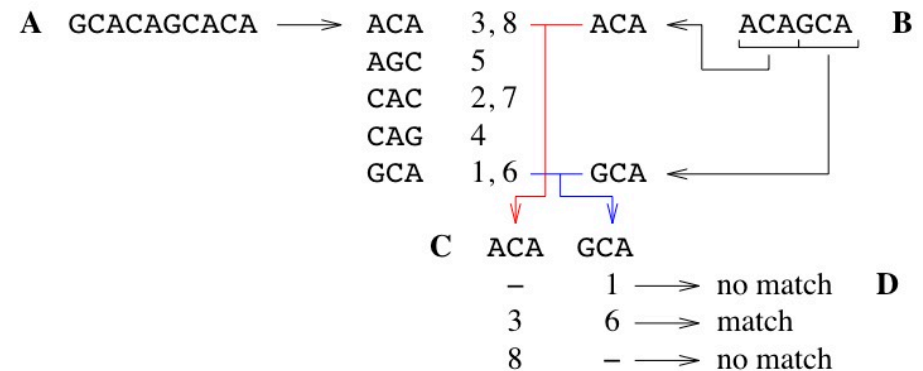 A GCACAGCACA ACA 3, 8 ACA ACAGCA B
AGC 5
CAC 2, 7
CAG 4
GCA 1, 6 GCA
C ACA GCA
– 1 no match D
3 6 match
8 – no match